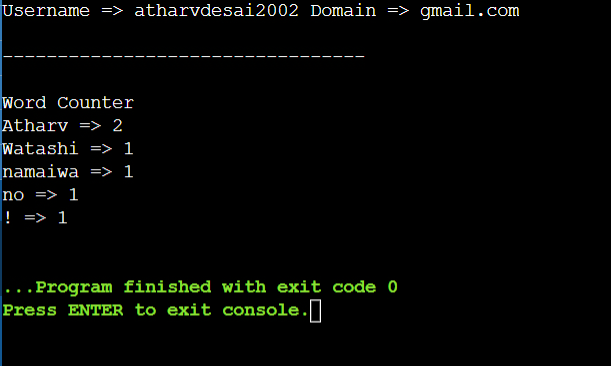 Username => atharvdesai2002 Domain => gmail.com
---------------------------------
Word Counter
Atharv => 2
Watashi => 1
namaiwa => 1
no => 1
! => 1
...Program finished with exit code 0
Press ENTER to exit console.